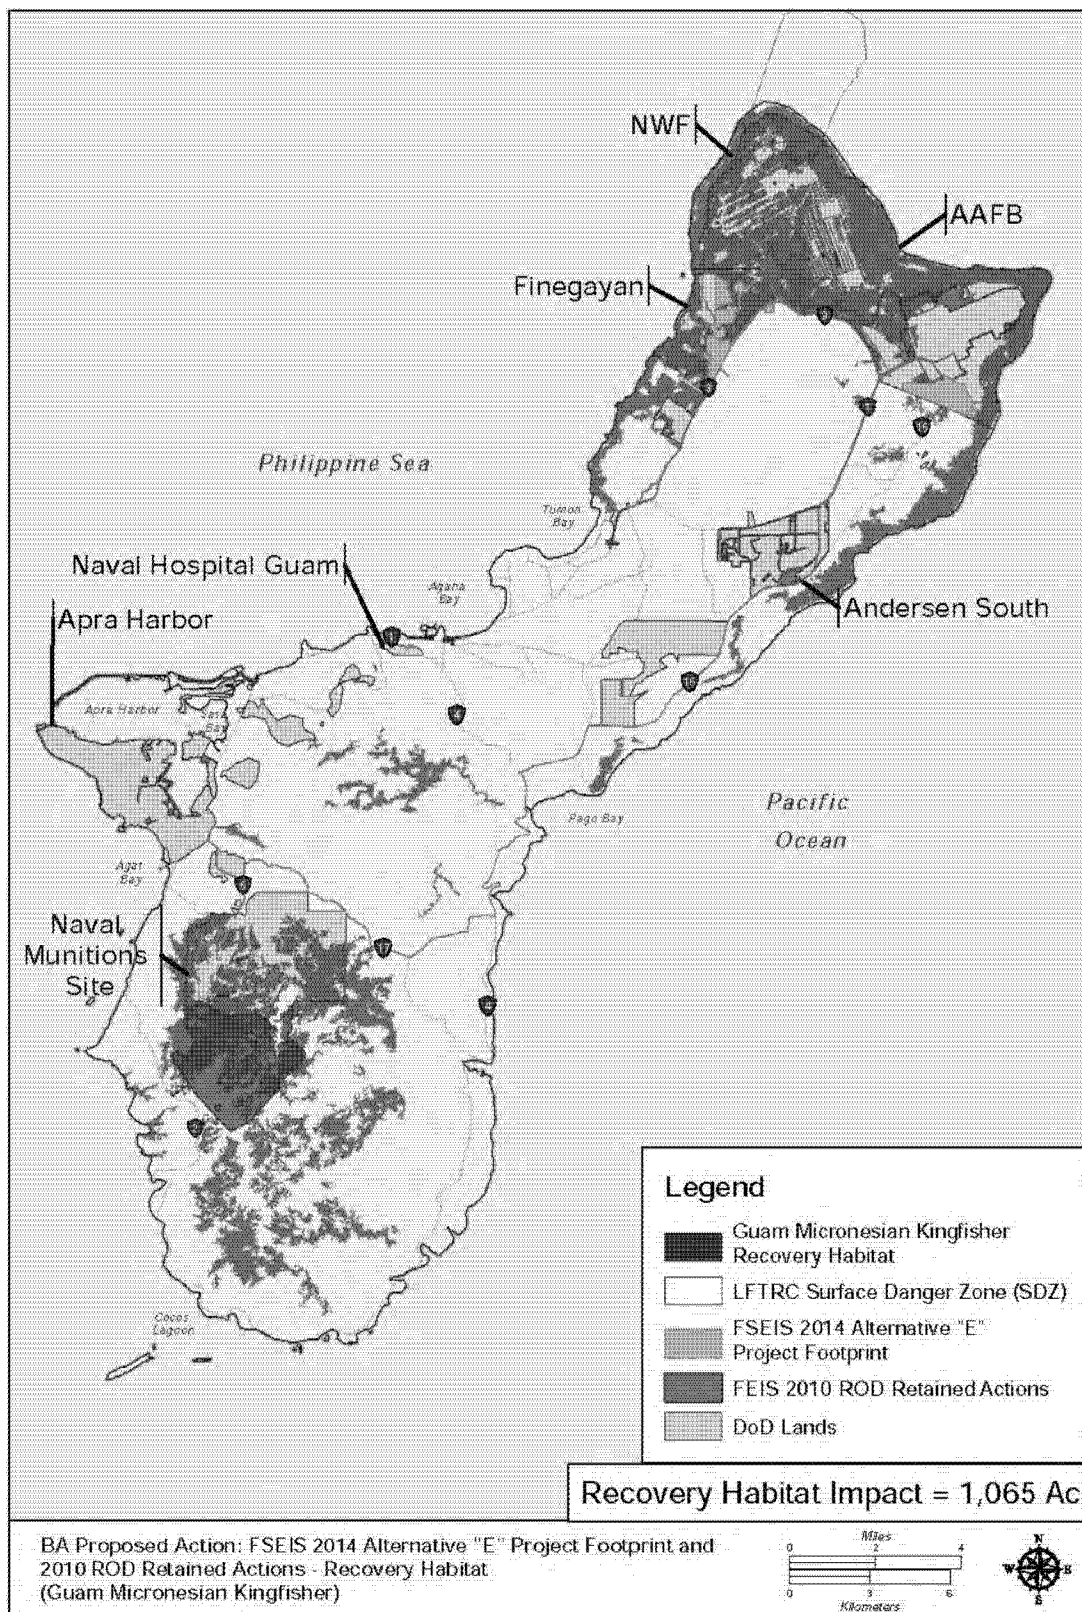 NWF
AAFB
Finegayan
Philippine Sea
Tumon
Bay
Naval Hospital Guam
Agana
Bay
Apra Harbor
Andersen South
Apra Harbor
Bay
Pacific
Ocean
Pago Bay
Agat
Bay
Naval
Munitions
Site
Cocos
Lagoon
Legend
Guam Micronesian Kingfisher
Recovery Habitat
LFTRC Surface Danger Zone (SDZ)
FSEIS 2014 Alternative "E"
Project Footprint
FEIS 2010 ROD Retained Actions
DoD Lands
Recovery Habitat Impact = 1,065 Ac
BA Proposed Action: FSEIS 2014 Alternative "E" Project Footprint and
2010 ROD Retained Actions - Recovery Habitat
(Guam Micronesian Kingfisher)
Miles
0 2 4
0 3 6
Kilometers
N
W E
S